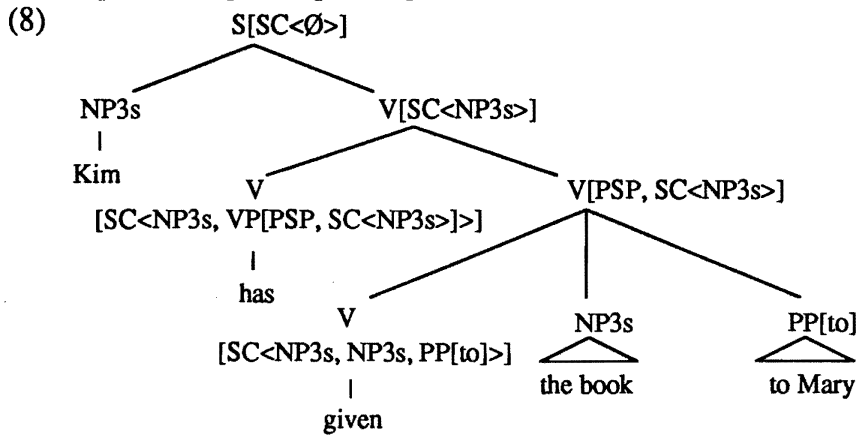 (8) S[SC<Ø>]
NP3s V[SC<NP3s>]
Kim
V V[PSP, SC<NP3s>]
[SC<NP3s, VP[PSP, SC<NP3s>]>]
has
V NP3s PP[to]
[SC<NP3s, NP3s, PP[to]>]
the book to Mary
given